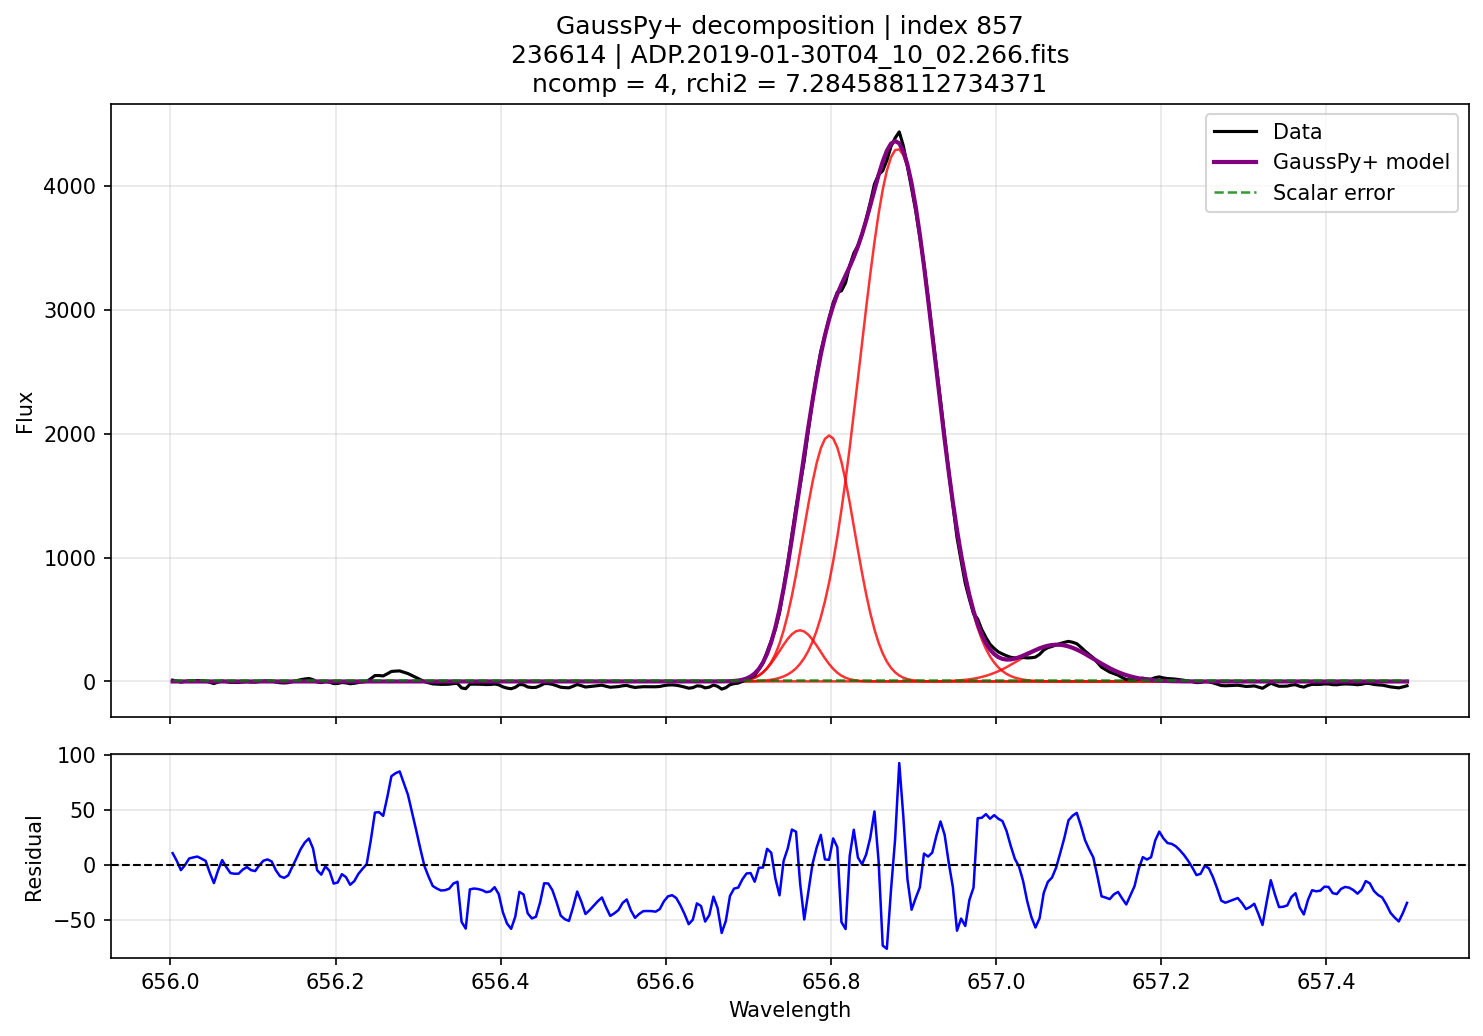 GaussPy+ decomposition | index 857
236614 | ADP.2019-01-30T04_10_02.266.fits
ncomp = 4, rchi2 = 7.284588112734371
Data
GaussPy+ model
Scalar error
Flux
4000
3000
2000
1000
0
Residual
100
50
0
−50
656.0
656.2
656.4
656.6
656.8
657.0
657.2
657.4
Wavelength